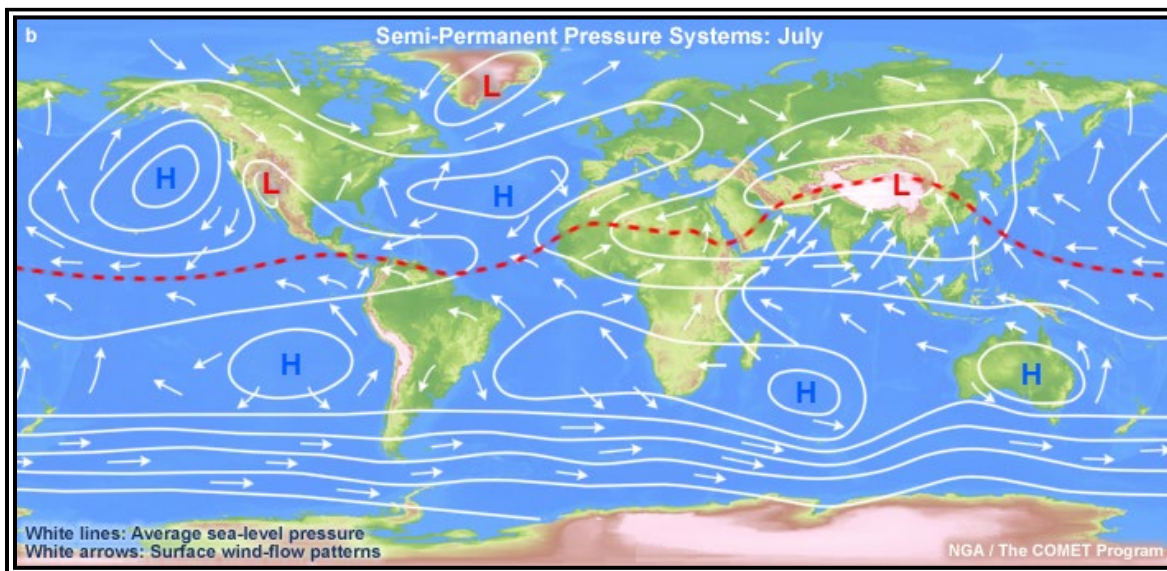 b
Semi-Permanent Pressure Systems: July
L
H
L
H
L
H
H
H
White lines: Average sea-level pressure
White arrows: Surface wind-flow patterns
NGA / The COMET Program